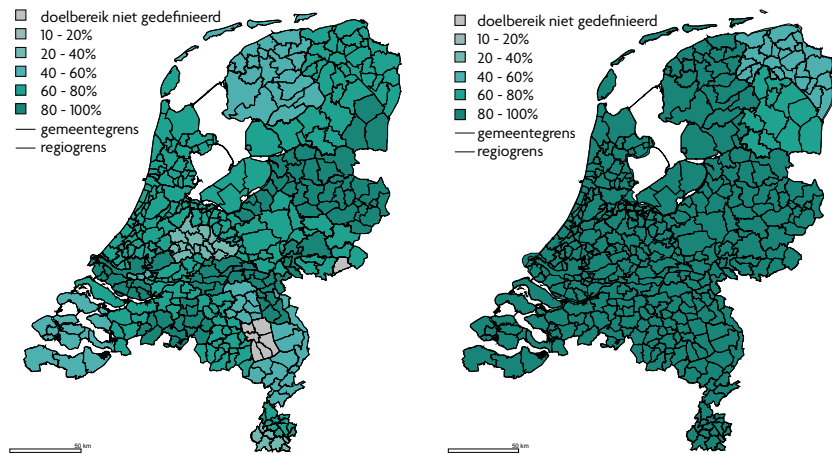 doelbereik niet gedefinieerd
10 - 20%
20 - 40%
40 - 60%
60 - 80%
80 - 100%
gemeentegrens
regiogrens
50 km
doelbereik niet gedefinieerd
10 - 20%
20 - 40%
40 - 60%
60 - 80%
80 - 100%
gemeentegrens
regiogrens
50 km